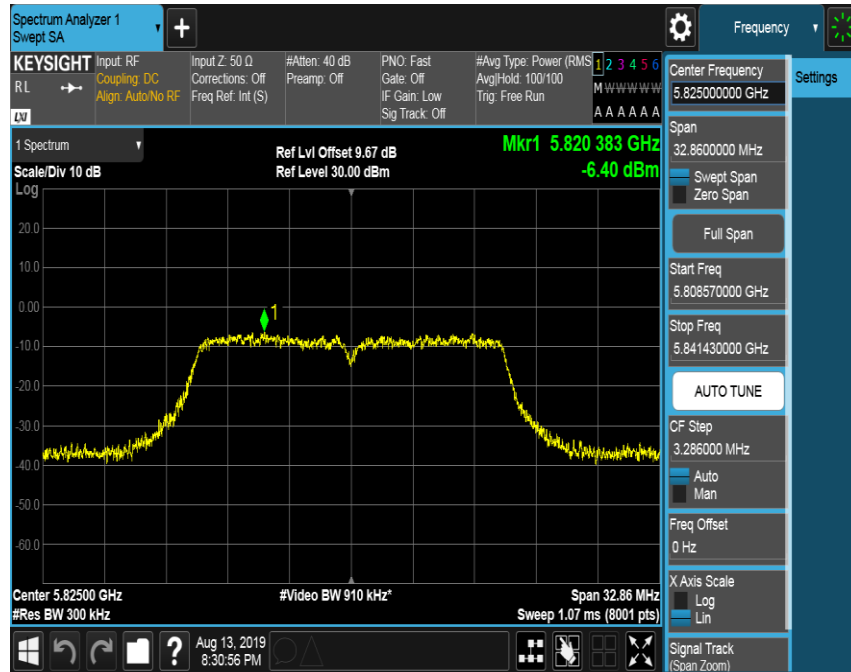 Spectrum Analyzer 1
Swept SA
Frequency
KEYSIGHT
RL
LXI
Input: RF
Coupling: DC
Align: Auto/No RF
Input Z: 50 Ω
Corrections: Off
Freq Ref: Int (S)
#Atten: 40 dB
Preamp: Off
PNO: Fast
Gate: Off
IF Gain: Low
Sig Track: Off
#Avg Type: Power (RMS
Avg|Hold: 100/100
Trig: Free Run
1 2 3 4 5 6
M W W W W W
A A A A A A
Settings
1 Spectrum
Scale/Div 10 dB
Ref Lvl Offset 9.67 dB
Ref Level 30.00 dBm
Mkr1 5.820 383 GHz
-6.40 dBm
Log
20.0
10.0
0.00
-10.0
-20.0
-30.0
-40.0
-50.0
-60.0
1
Center 5.82500 GHz
#Res BW 300 kHz
#Video BW 910 kHz*
Span 32.86 MHz
Sweep 1.07 ms (8001 pts)
Center Frequency
5.825000000 GHz
Span
32.8600000 MHz
Swept Span
Zero Span
Full Span
Start Freq
5.808570000 GHz
Stop Freq
5.841430000 GHz
AUTO TUNE
CF Step
3.286000 MHz
Auto
Man
Freq Offset
0 Hz
X Axis Scale
Log
Lin
Signal Track
(Span Zoom)
?
Aug 13, 2019
8:30:56 PM